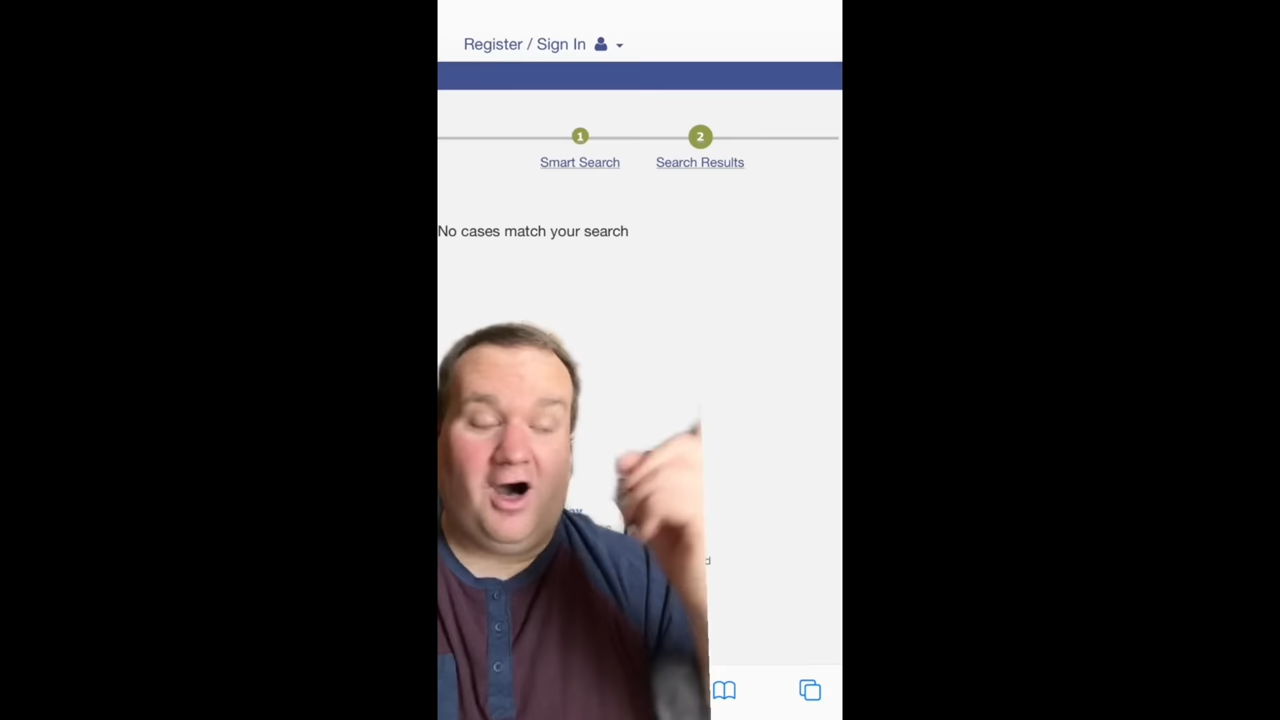 Register / Sign In
1
2
Smart Search
Search Results
No cases match your search